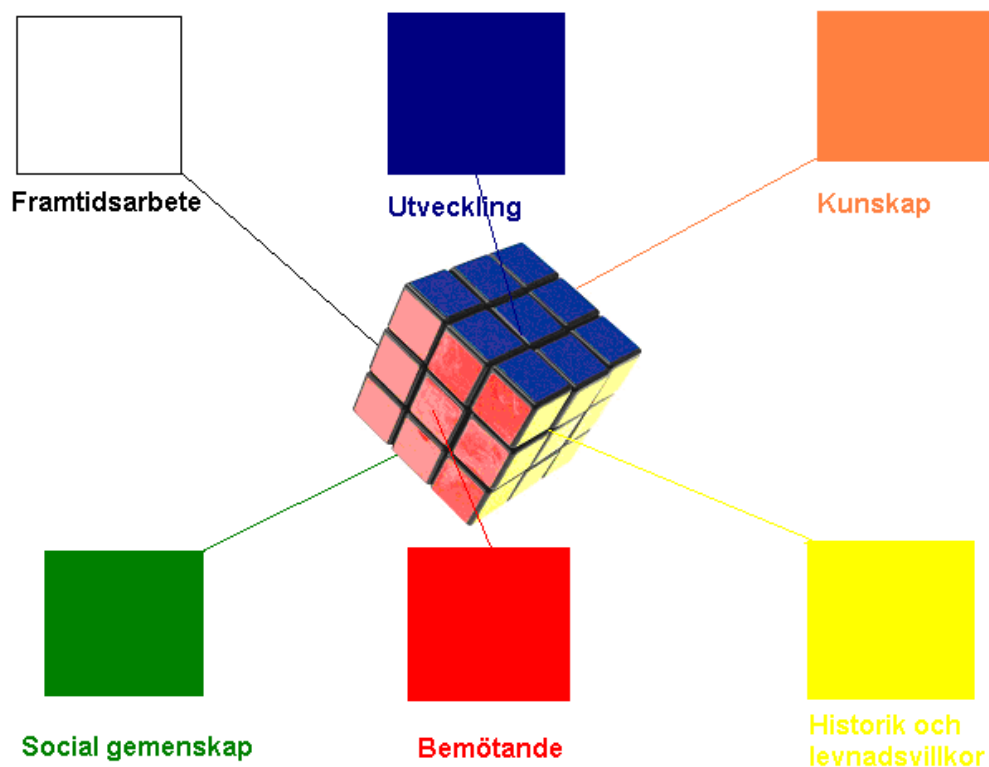 Framtidsarbete
Utveckling
Kunskap
Social gemenskap
Bemötande
Historik och
levnadsvillkor